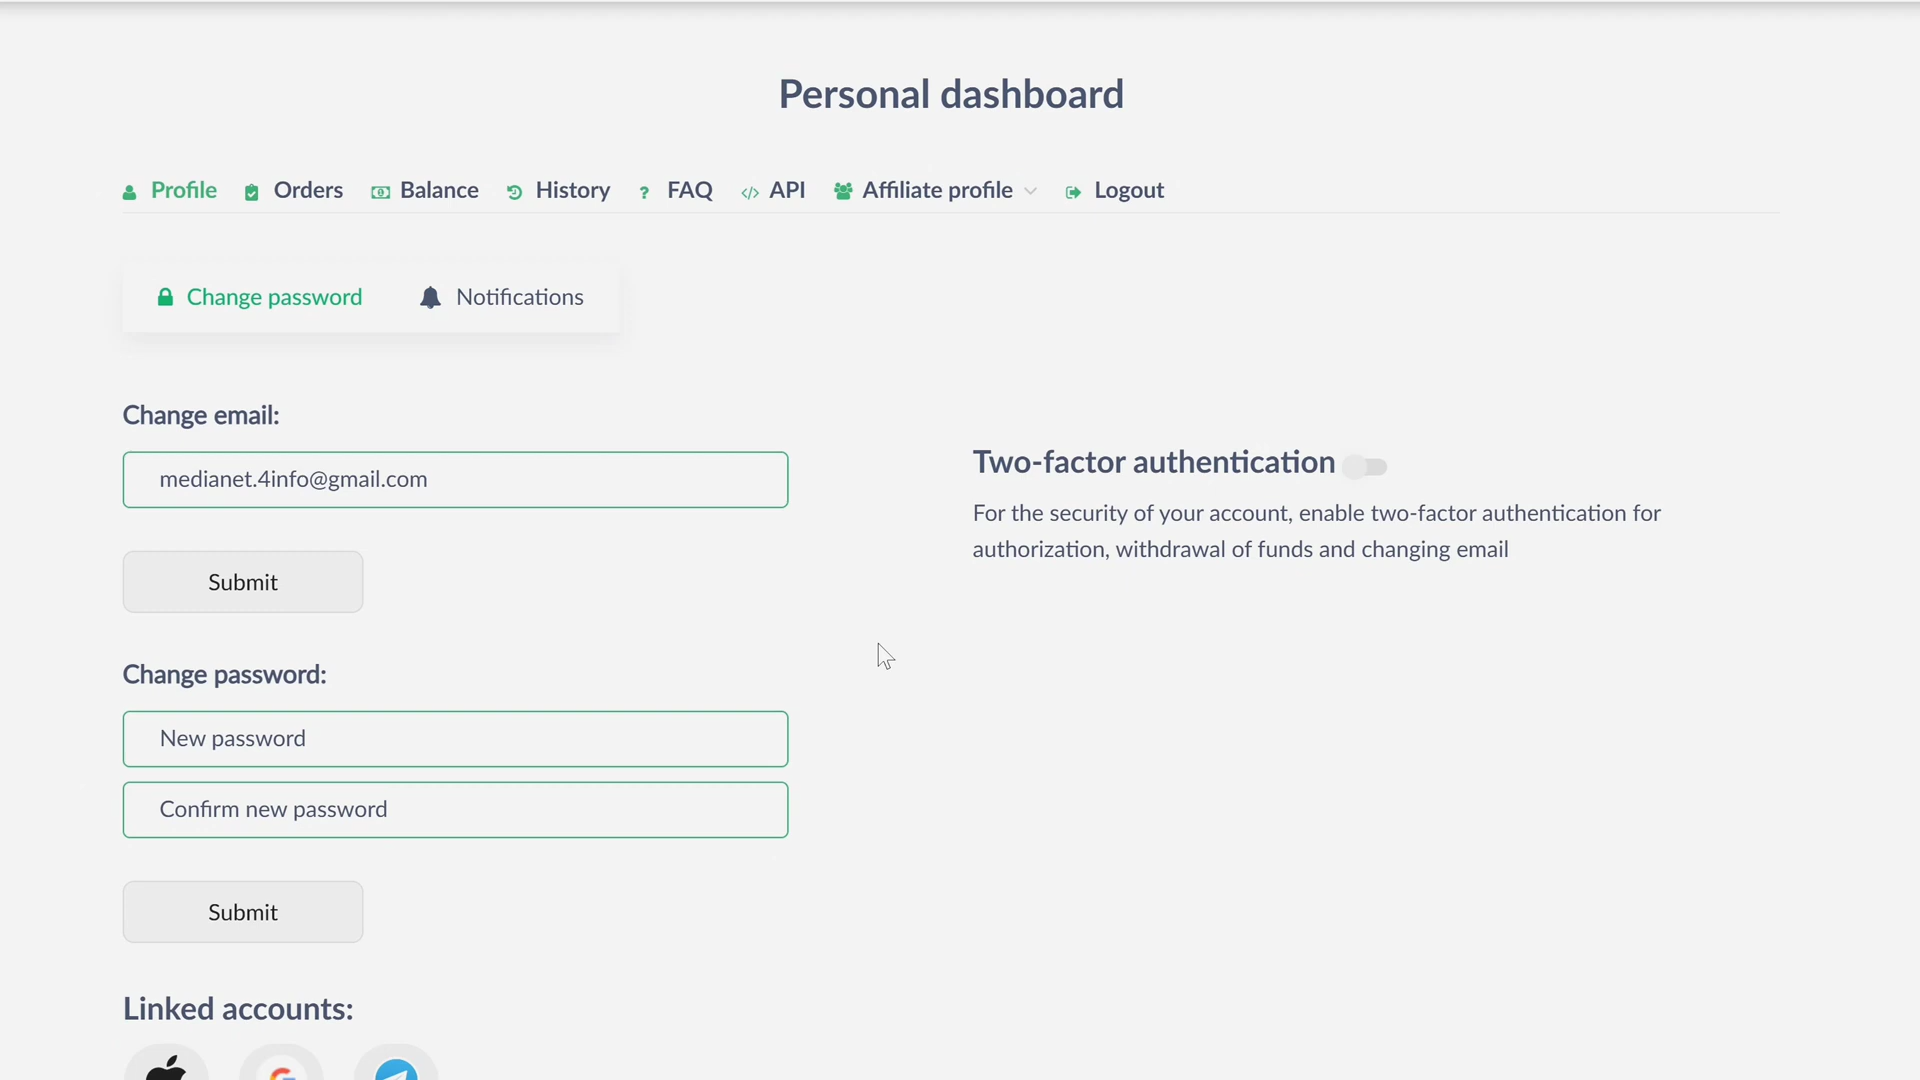 Personal dashboard
Profile Orders Balance History ? FAQ </> API Affiliate profile Logout
Change password Notifications
Change email:
medianet.4info@gmail.com
Submit
Two-factor authentication
For the security of your account, enable two-factor authentication for
authorization, withdrawal of funds and changing email
Change password:
New password
Confirm new password
Submit
Linked accounts: